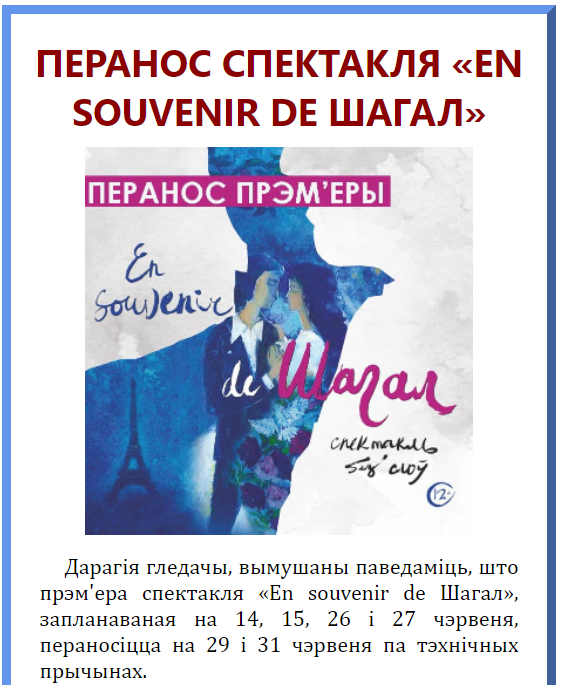 ПЕРАНОС СПЕКТАКЛЯ «EN
SOUVENIR DE ШАГАЛ»
ПЕРАНОС ПРЭМ’ЕРЫ
En
souvenir
de Шагал
спектакль
без слоў
12+
Дарагія гледачы, вымушаны паведаміць, што
прэм'ера спектакля «En souvenir de Шагал»,
запланаваная на 14, 15, 26 і 27 чэрвеня,
пераносіцца на 29 і 31 чэрвеня па тэхнічных
прычынах.